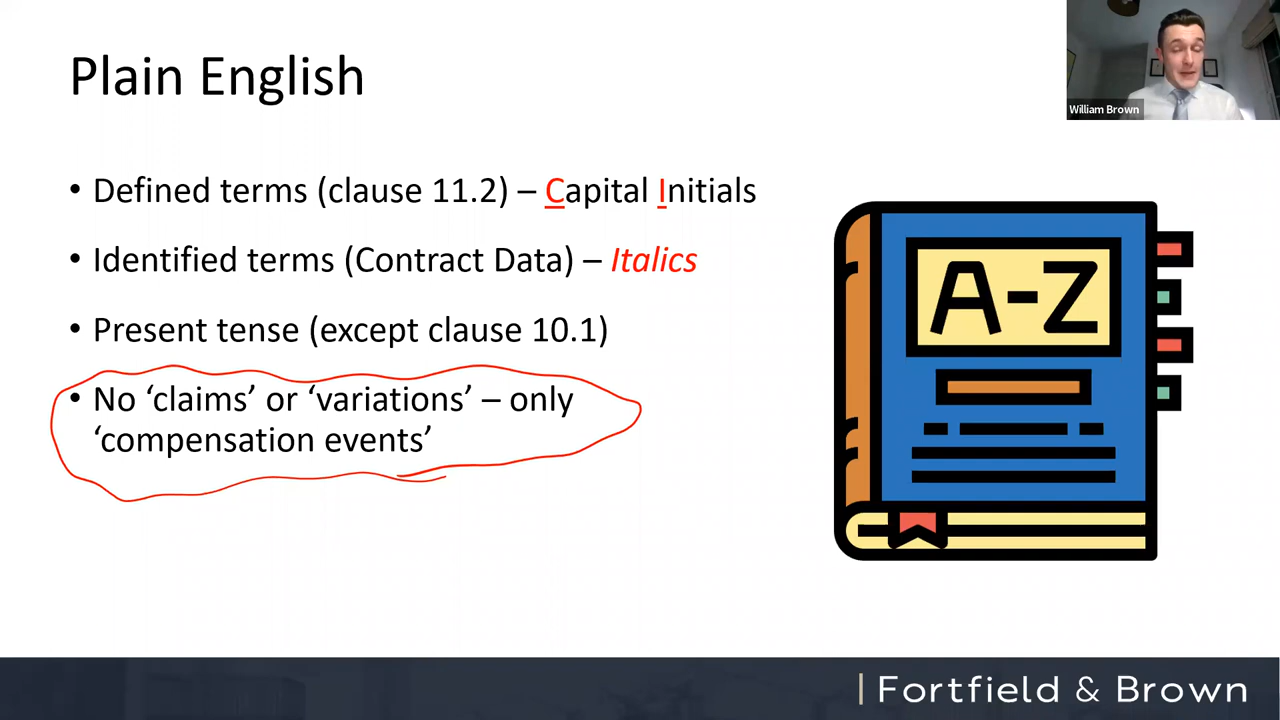 Plain English
William Brown
• Defined terms (clause 11.2) – Capital Initials
• Identified terms (Contract Data) – Italics
• Present tense (except clause 10.1)
• No ‘claims’ or ‘variations’ – only
‘compensation events’
A-Z
| Fortfield & Brown